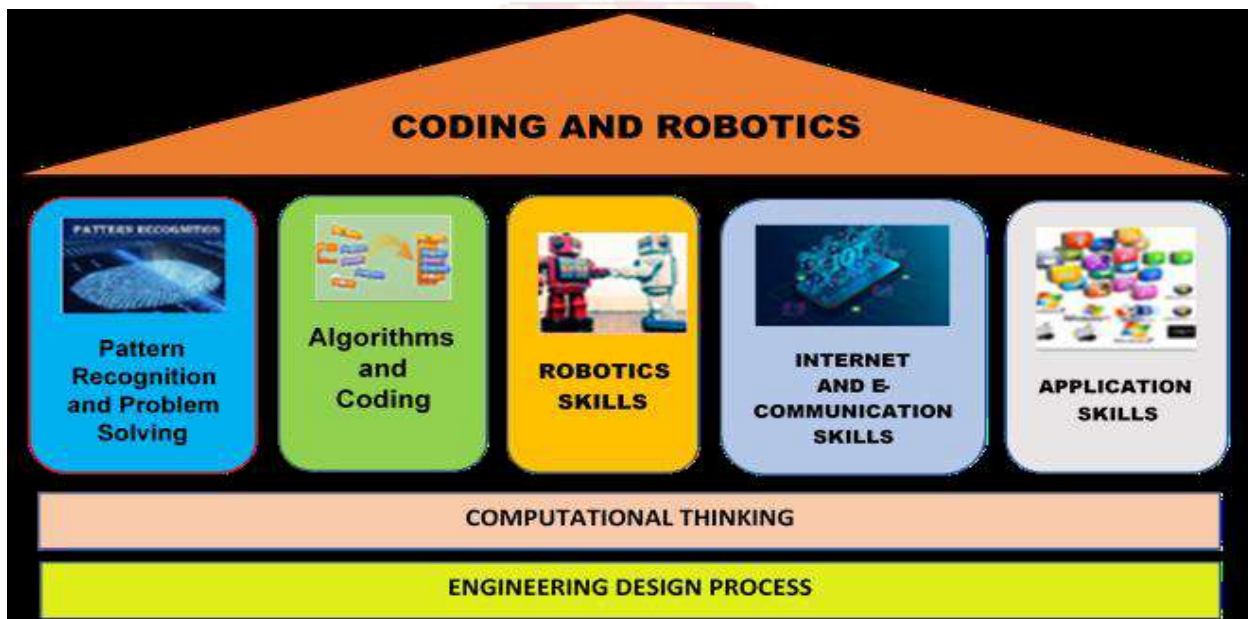 CODING AND ROBOTICS
PATTERN RECOGNITION
Pattern
Recognition
and Problem
Solving
Algorithms
and
Coding
ROBOTICS
SKILLS
INTERNET
AND E-
COMMUNICATION
SKILLS
APPLICATION
SKILLS
COMPUTATIONAL THINKING
ENGINEERING DESIGN PROCESS